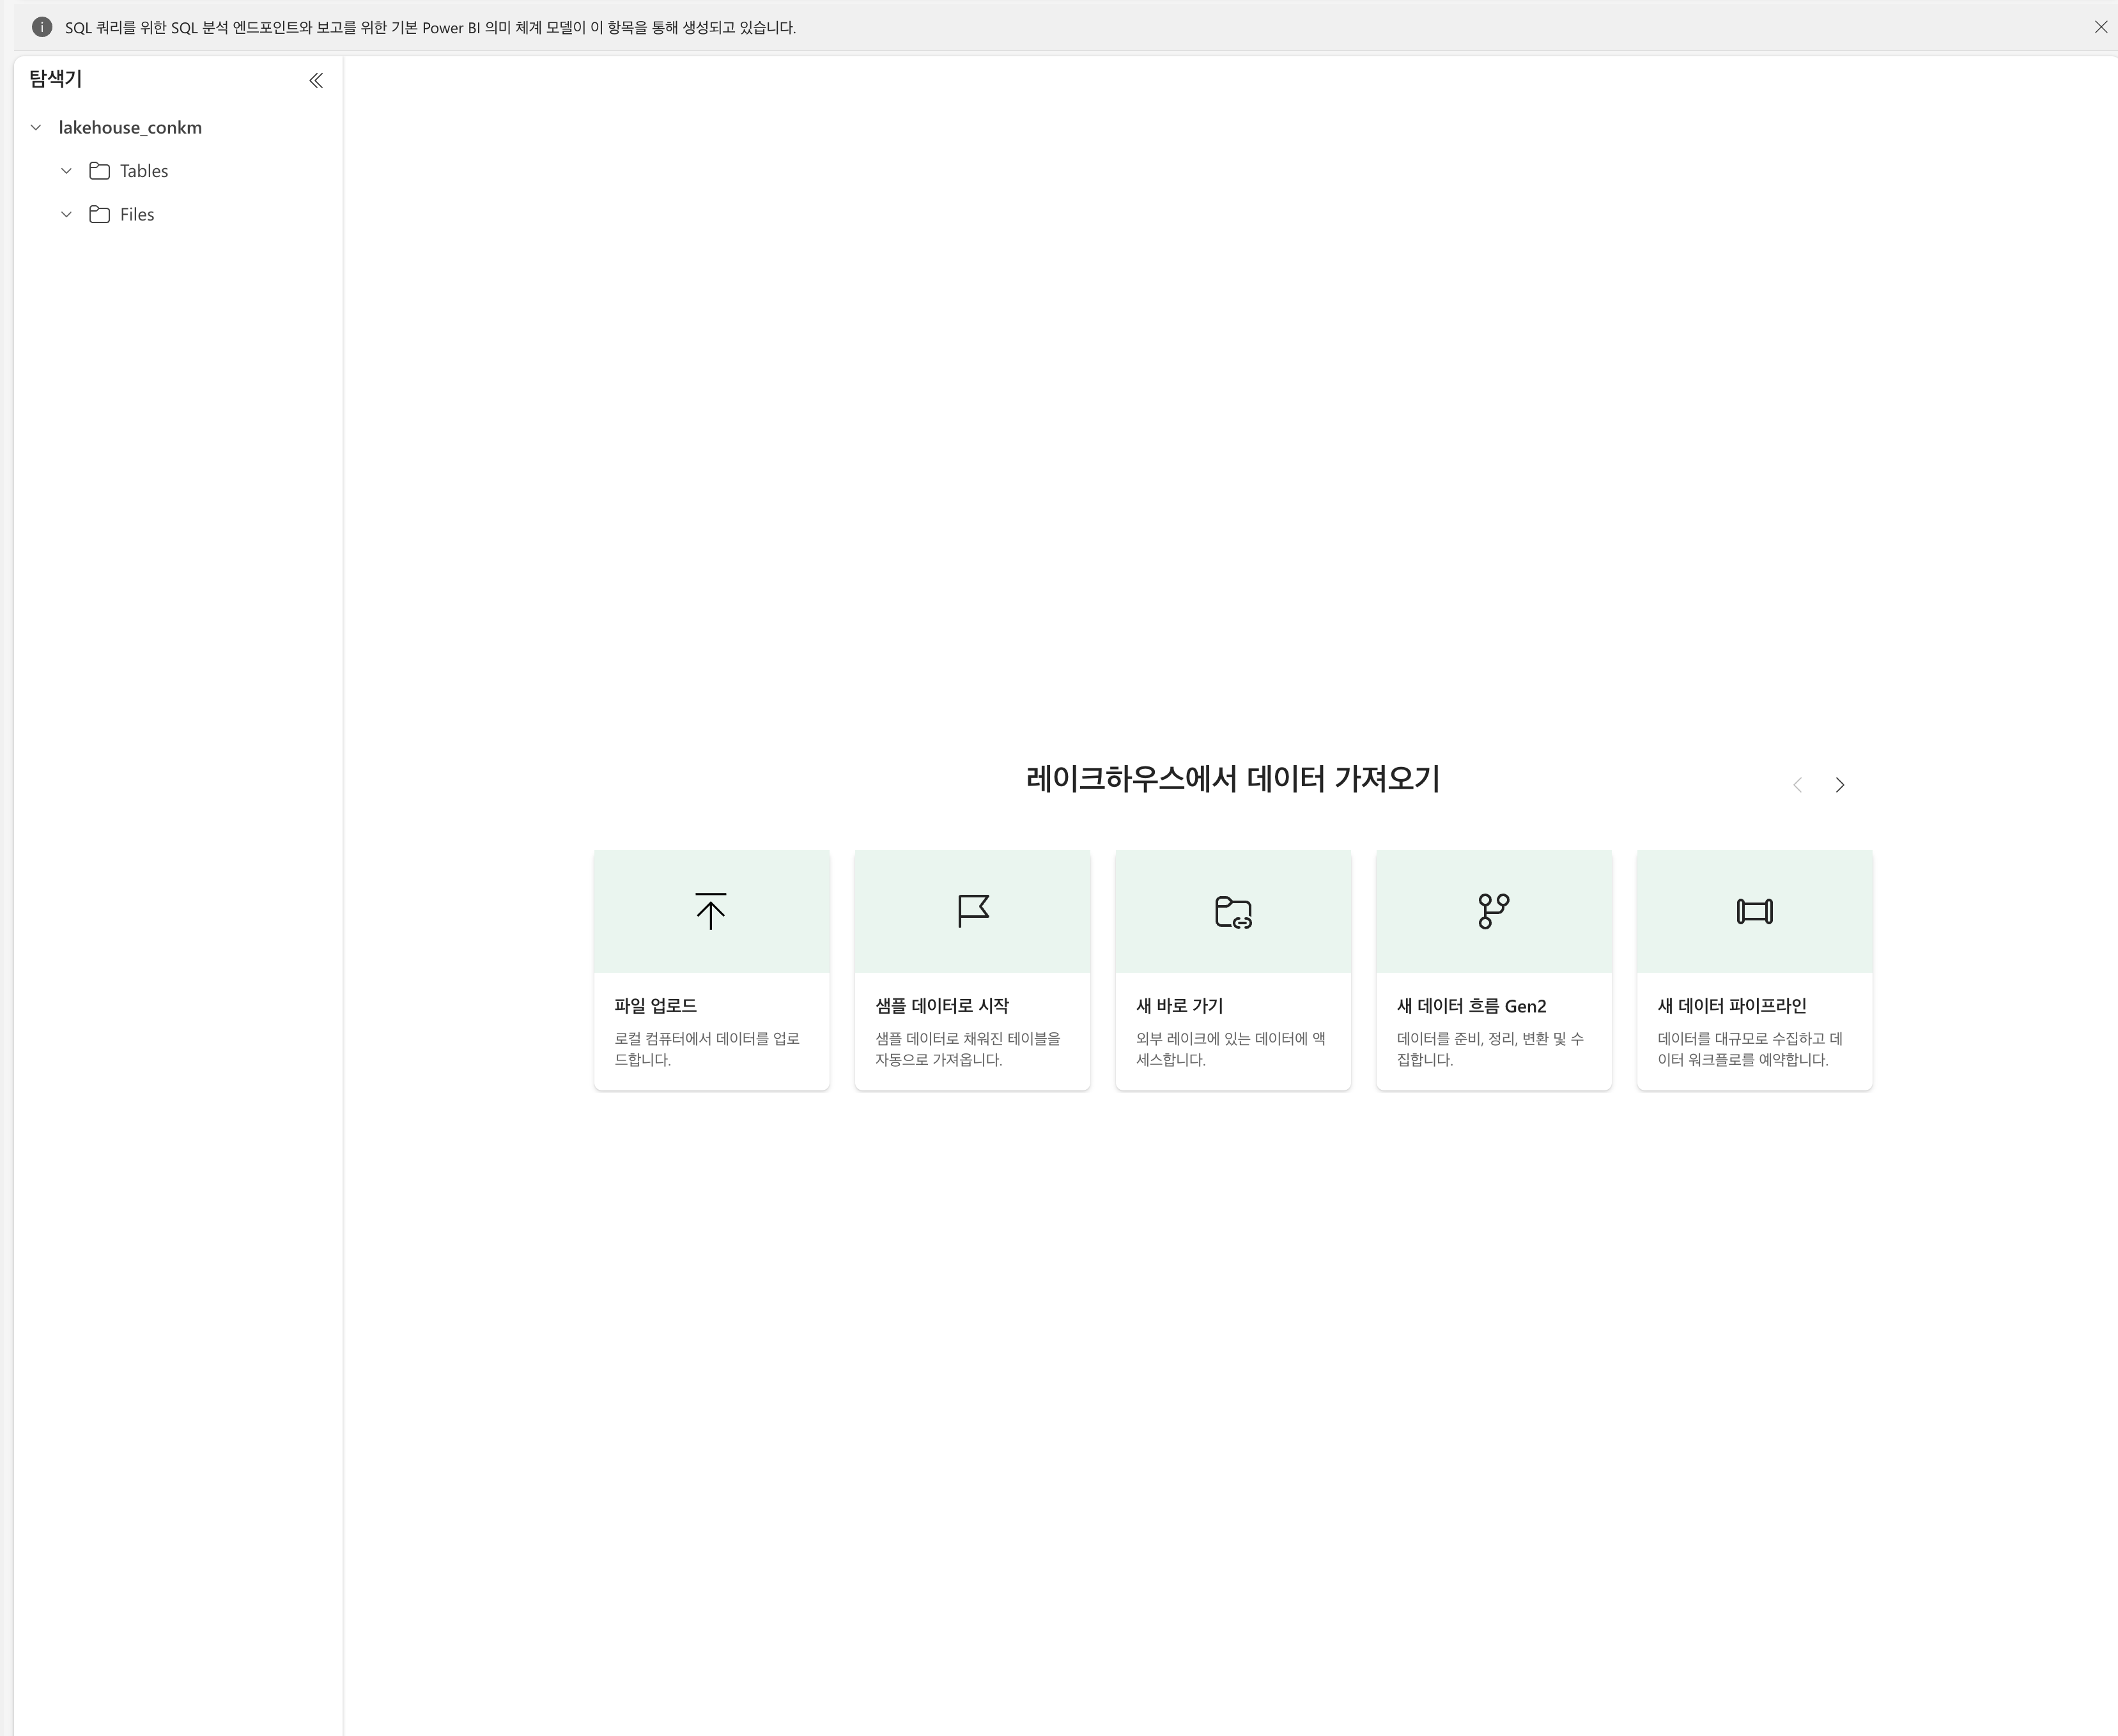 SQL 쿼리를 위한 SQL 분석 엔드포인트와 보고를 위한 기본 Power BI 의미 체계 모델이 이 항목을 통해 생성되고 있습니다.
탐색기
lakehouse_conkm
Tables
Files
레이크하우스에서 데이터 가져오기
파일 업로드
로컬 컴퓨터에서 데이터를 업로
드합니다.
샘플 데이터로 시작
샘플 데이터로 채워진 테이블을
자동으로 가져옵니다.
새 바로 가기
외부 레이크에 있는 데이터에 액
세스합니다.
새 데이터 흐름 Gen2
데이터를 준비, 정리, 변환 및 수
집합니다.
새 데이터 파이프라인
데이터를 대규모로 수집하고 데
이터 워크플로를 예약합니다.